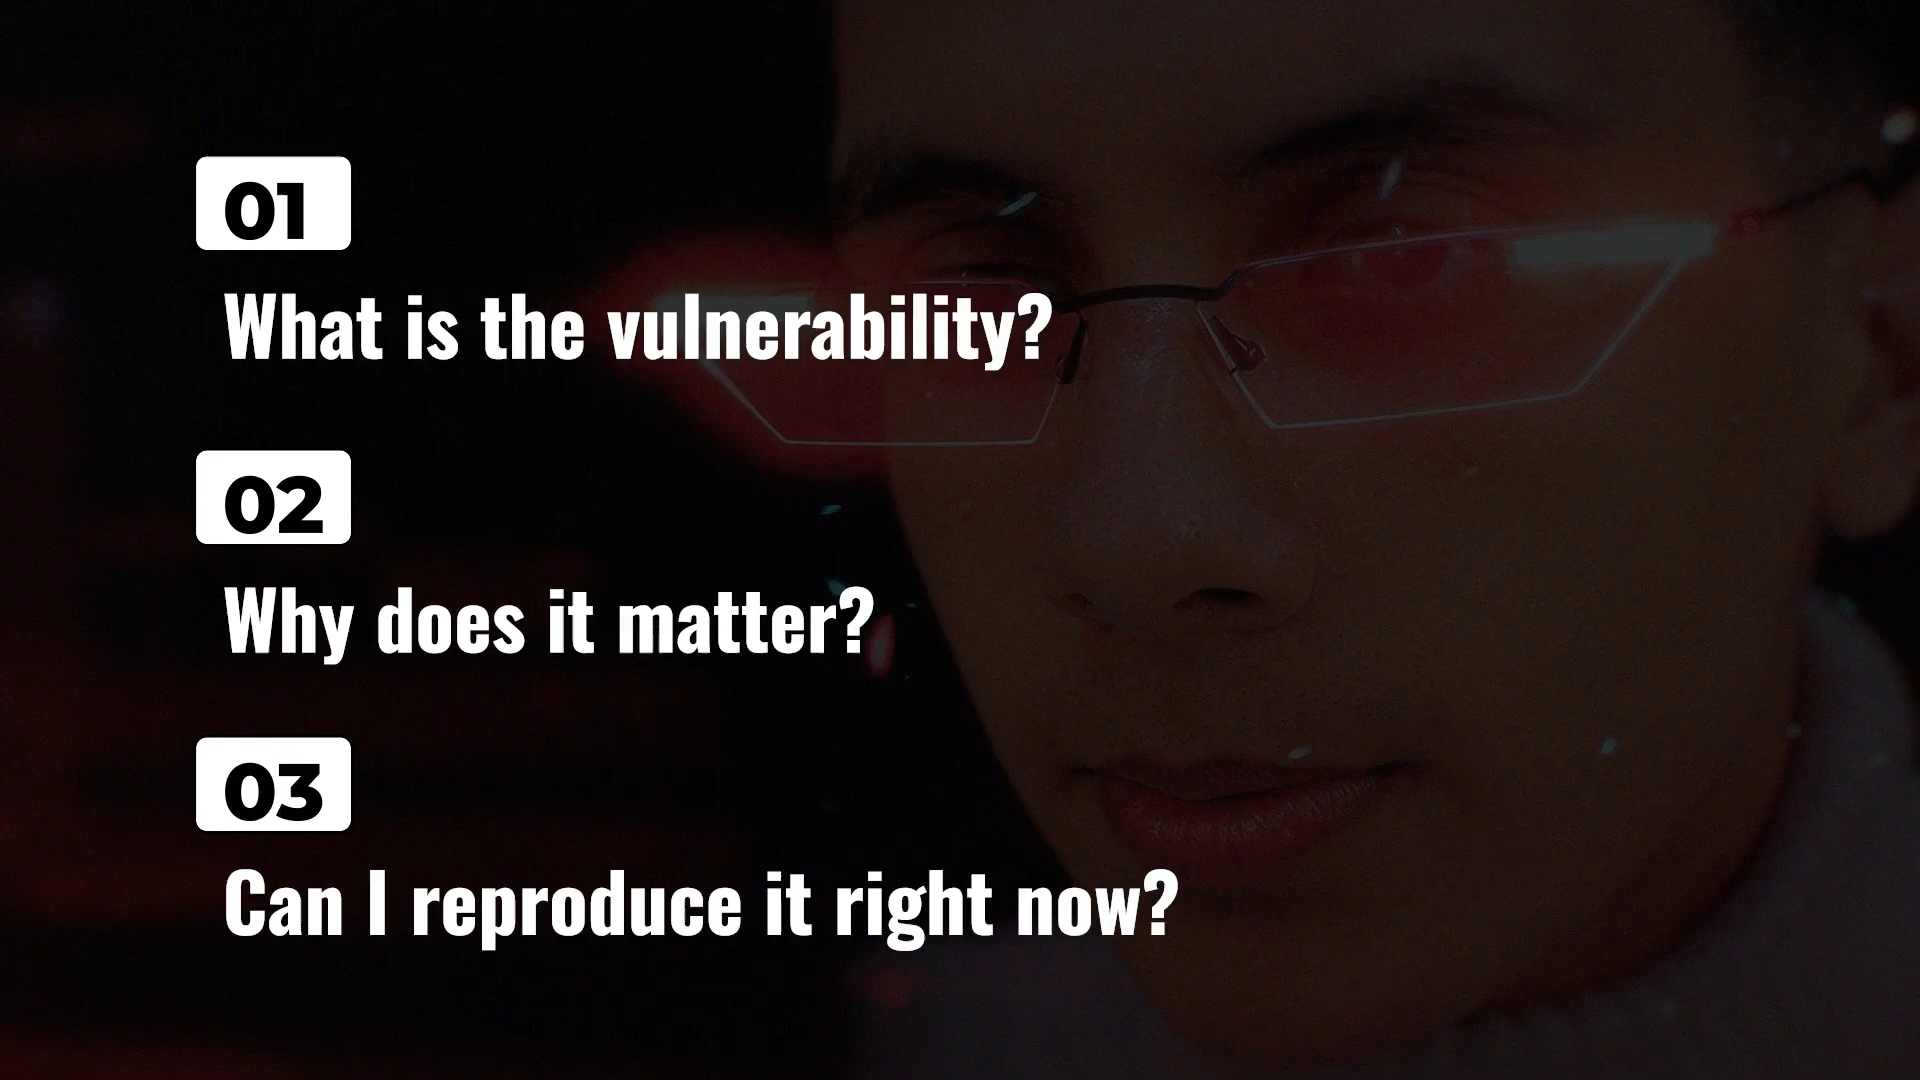 01
What is the vulnerability?
02
Why does it matter?
03
Can I reproduce it right now?